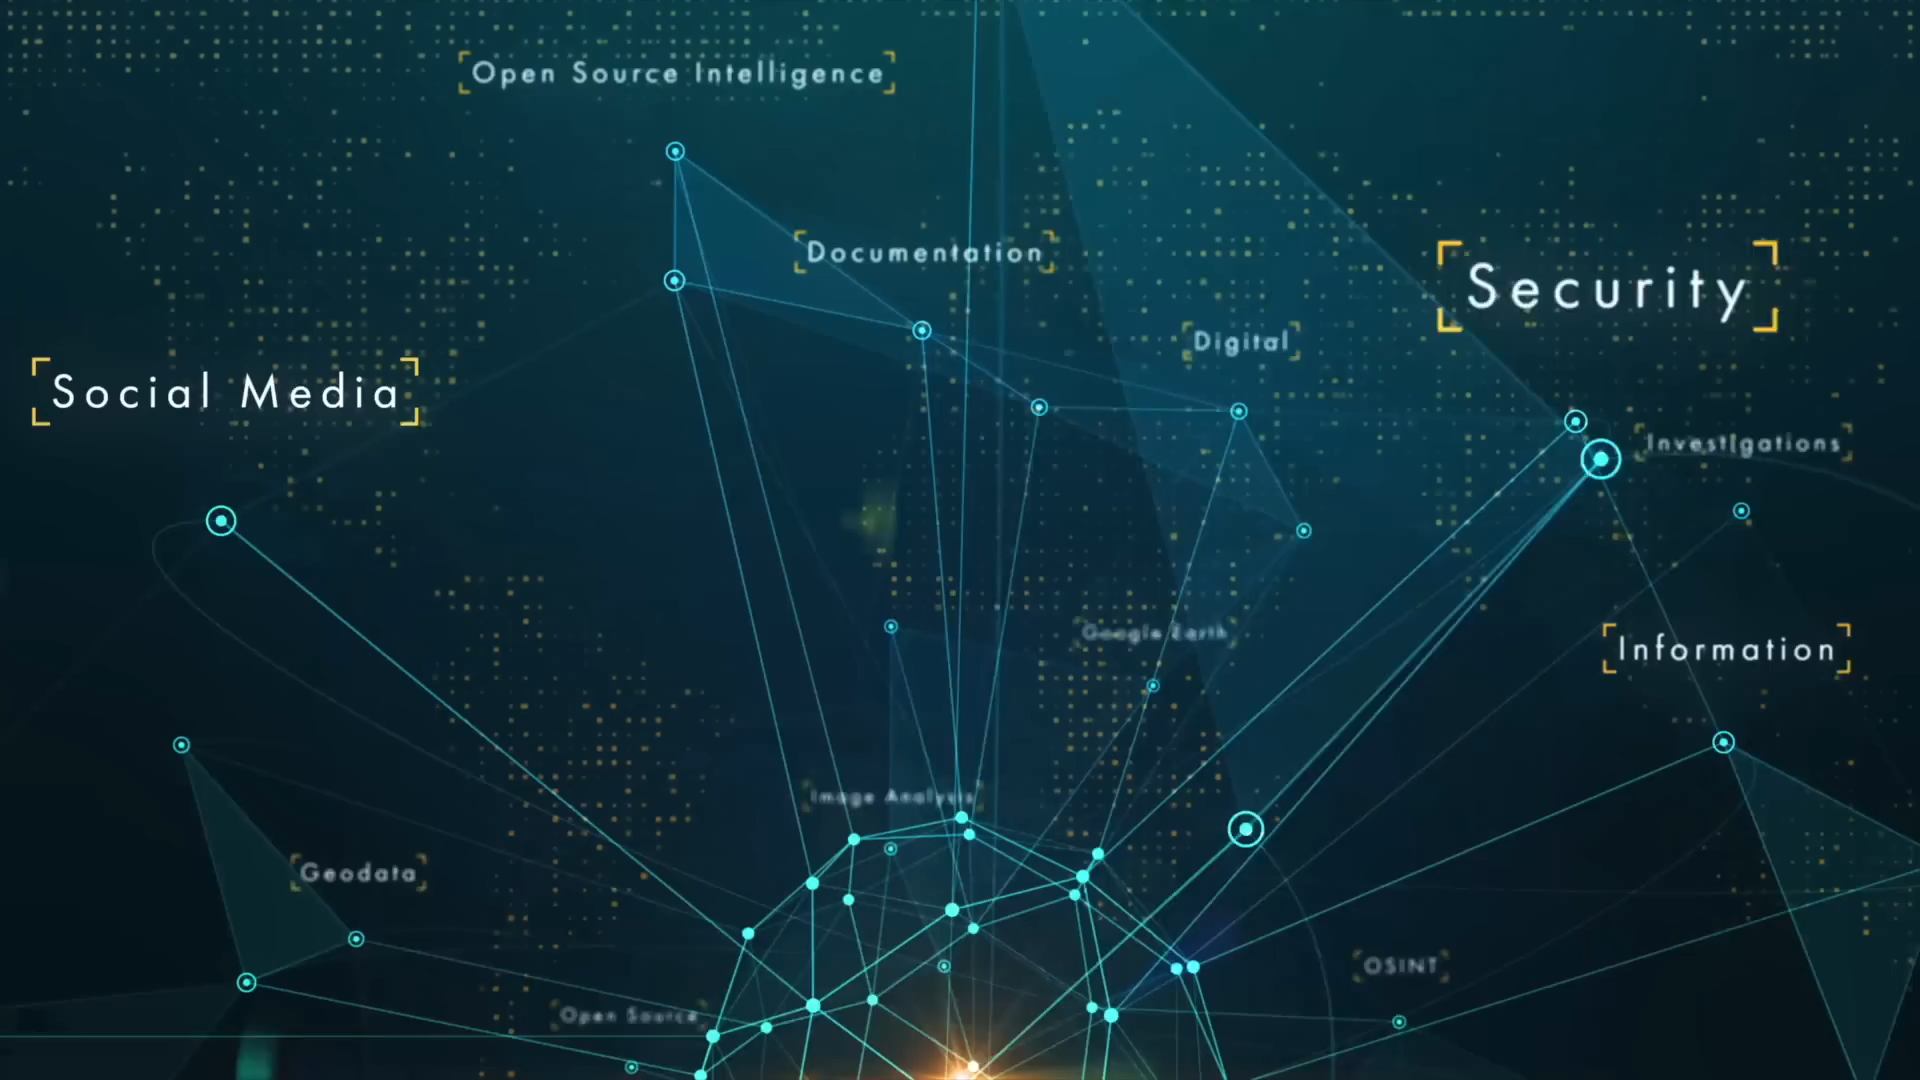 Open Source Intelligence
Documentation
Security
Digital
Social Media
Investigations
Google Earth
Information
Image Analysis
Geodata
OSINT
Open Source